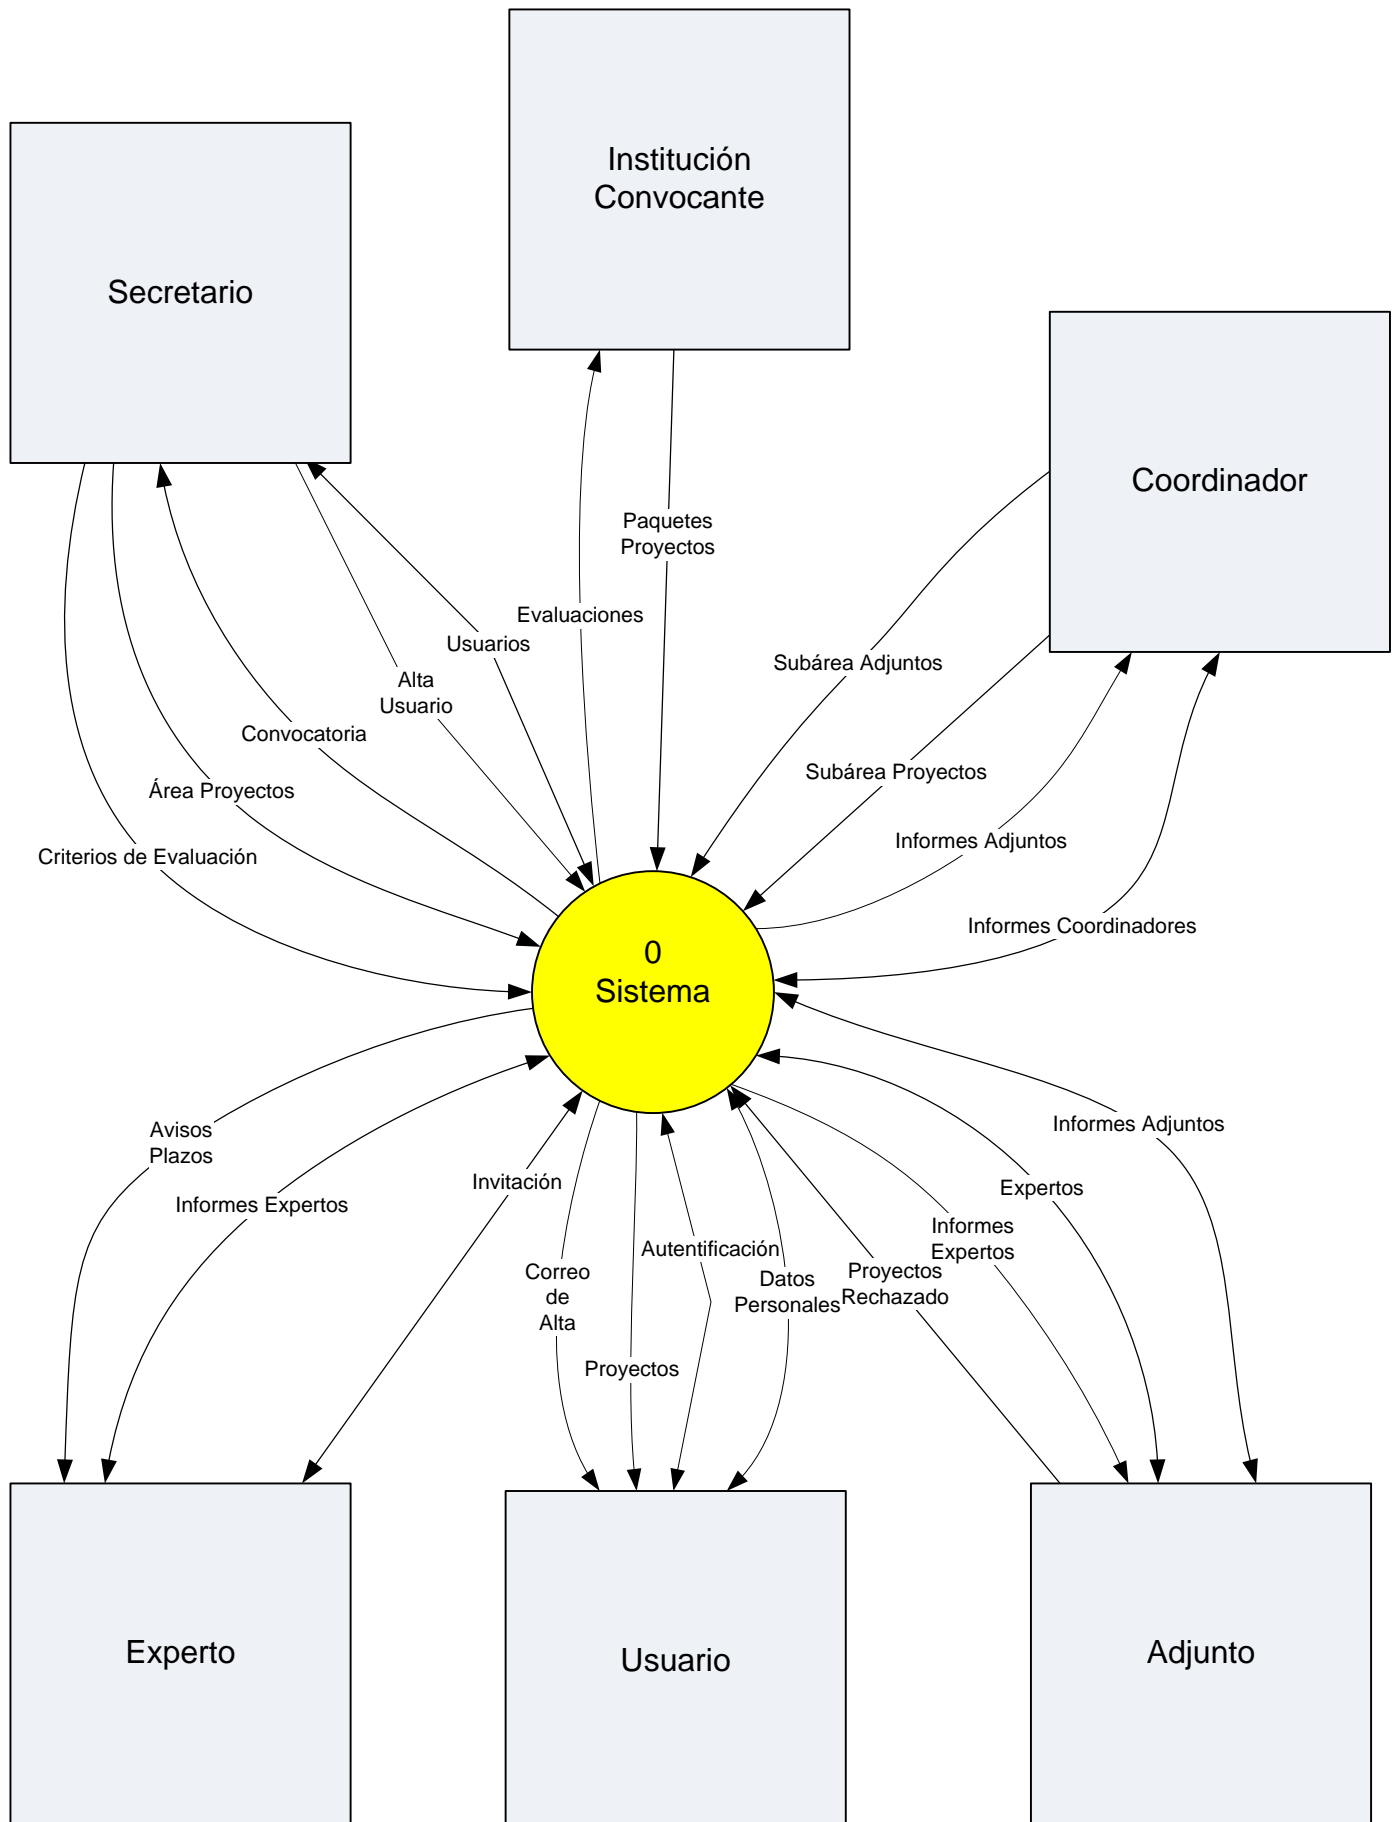 Institución
Convocante
Secretario
Coordinador
Paquetes
Proyectos
Evaluaciones
Usuarios
Subárea Adjuntos
Alta
Usuario
Convocatoria
Subárea Proyectos
Área Proyectos
Informes Adjuntos
Criterios de Evaluación
Informes Coordinadores
0
Sistema
Avisos
Plazos
Informes Adjuntos
Invitación
Expertos
Informes Expertos
Informes
Expertos
Autentificación
Correo
de
Alta
Datos
Personales
Proyectos
Rechazado
Proyectos
Experto
Usuario
Adjunto